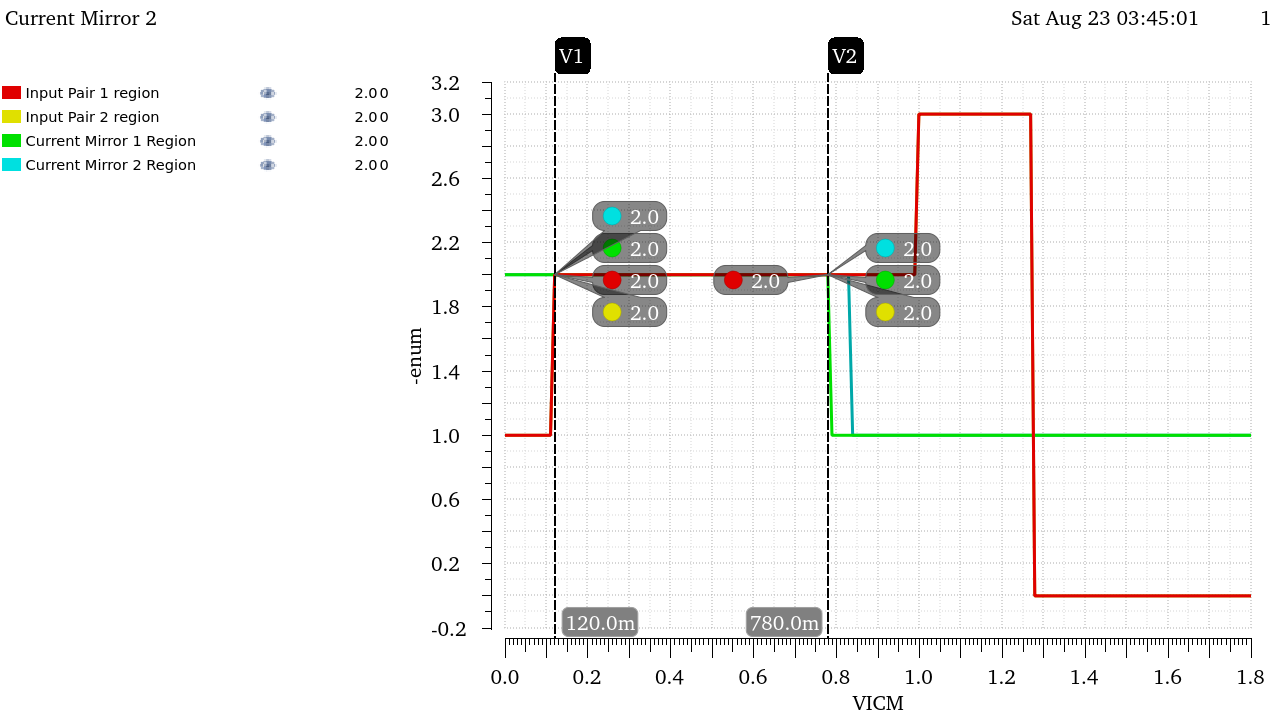 Current Mirror 2
Sat Aug 23 03:45:01 1
V1
V2
Input Pair 1 region 2.00
Input Pair 2 region 2.00
Current Mirror 1 Region 2.00
Current Mirror 2 Region 2.00
3.2
3.0
2.6
2.2
1.8
1.4
1.0
0.6
0.2
-0.2
-enum
2.0
2.0
2.0
2.0
2.0
2.0
2.0
2.0
120.0m
780.0m
0.0 0.2 0.4 0.6 0.8 1.0 1.2 1.4 1.6 1.8
VICM